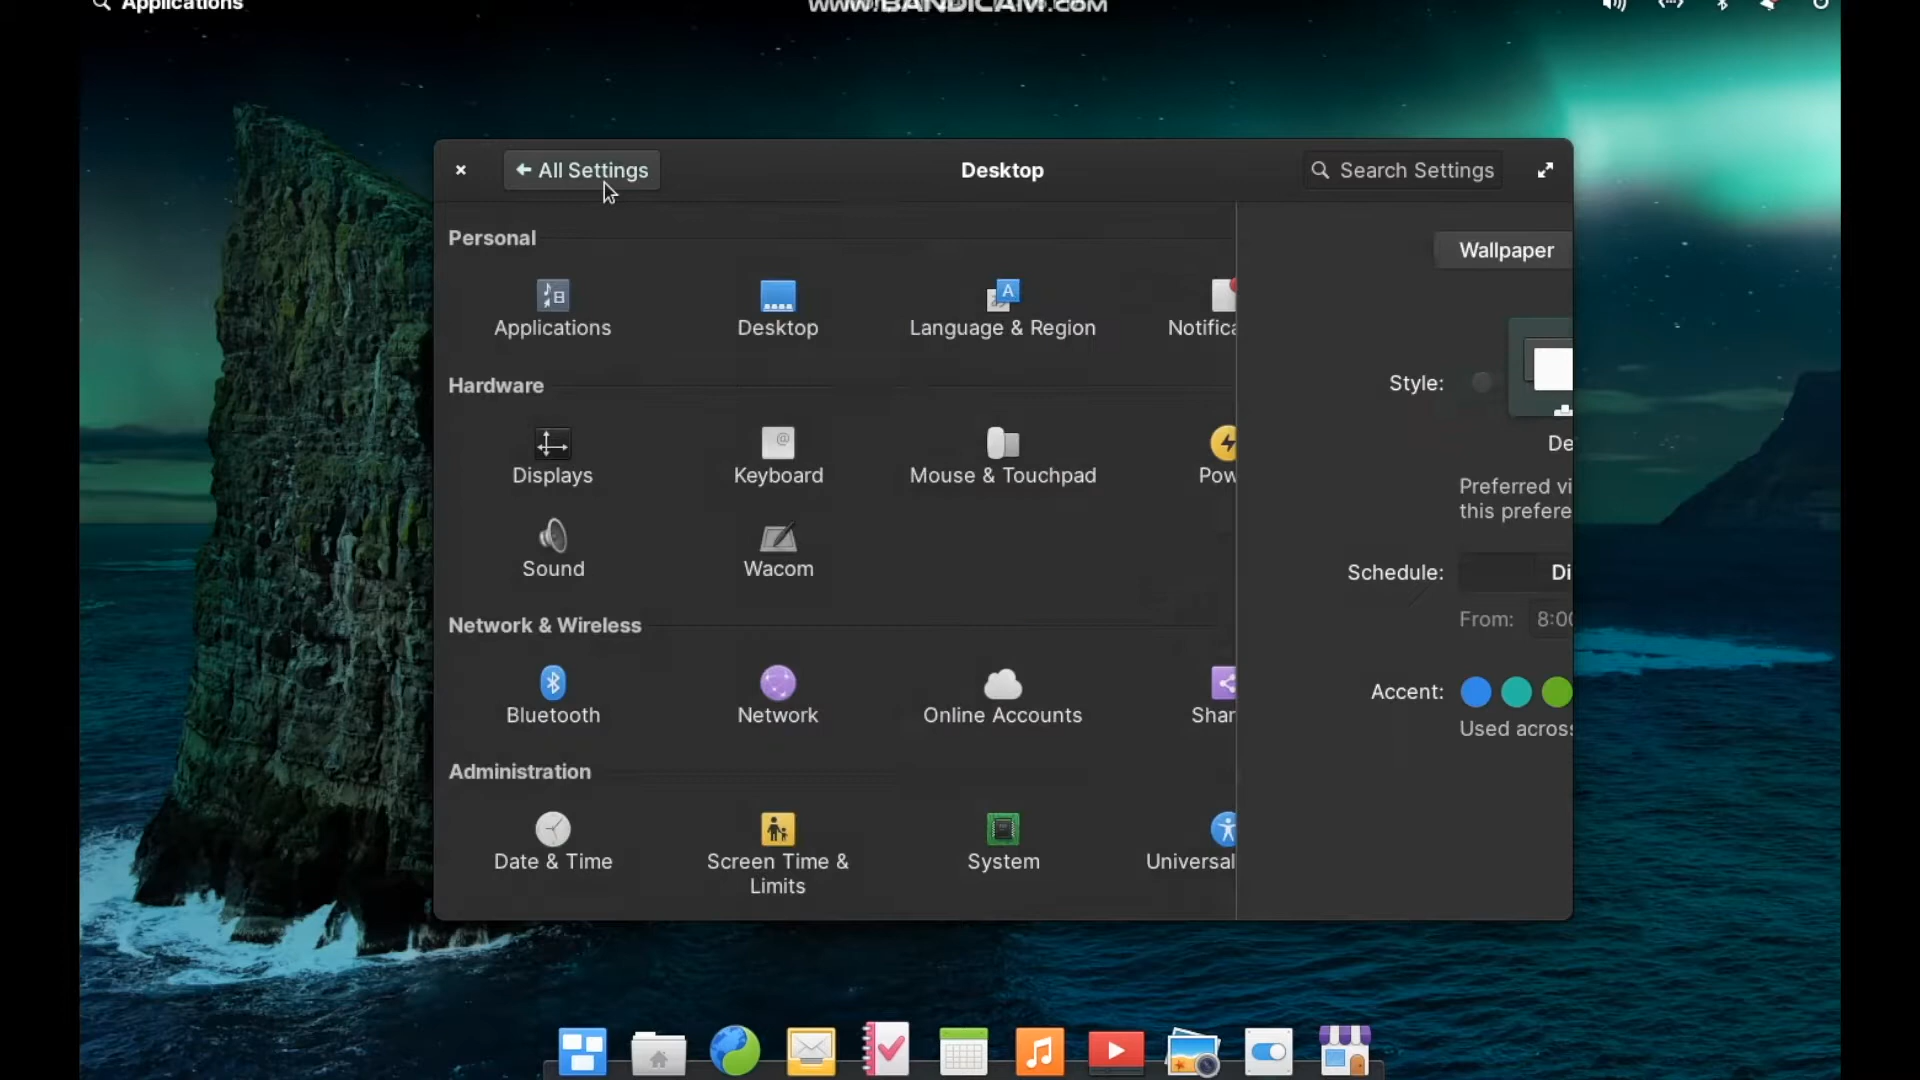 Applications
www.BANDICAM.com
All Settings
Desktop
Search Settings
Personal
Applications
Desktop
Language & Region
Notifica
Hardware
Displays
Keyboard
Mouse & Touchpad
Pow
Sound
Wacom
Network & Wireless
Bluetooth
Network
Online Accounts
Shar
Administration
Date & Time
Screen Time &
Limits
System
Universal
Wallpaper
Style:
De
Preferred vi
this prefere
Schedule:
Di
From:
8:00
Accent:
Used across